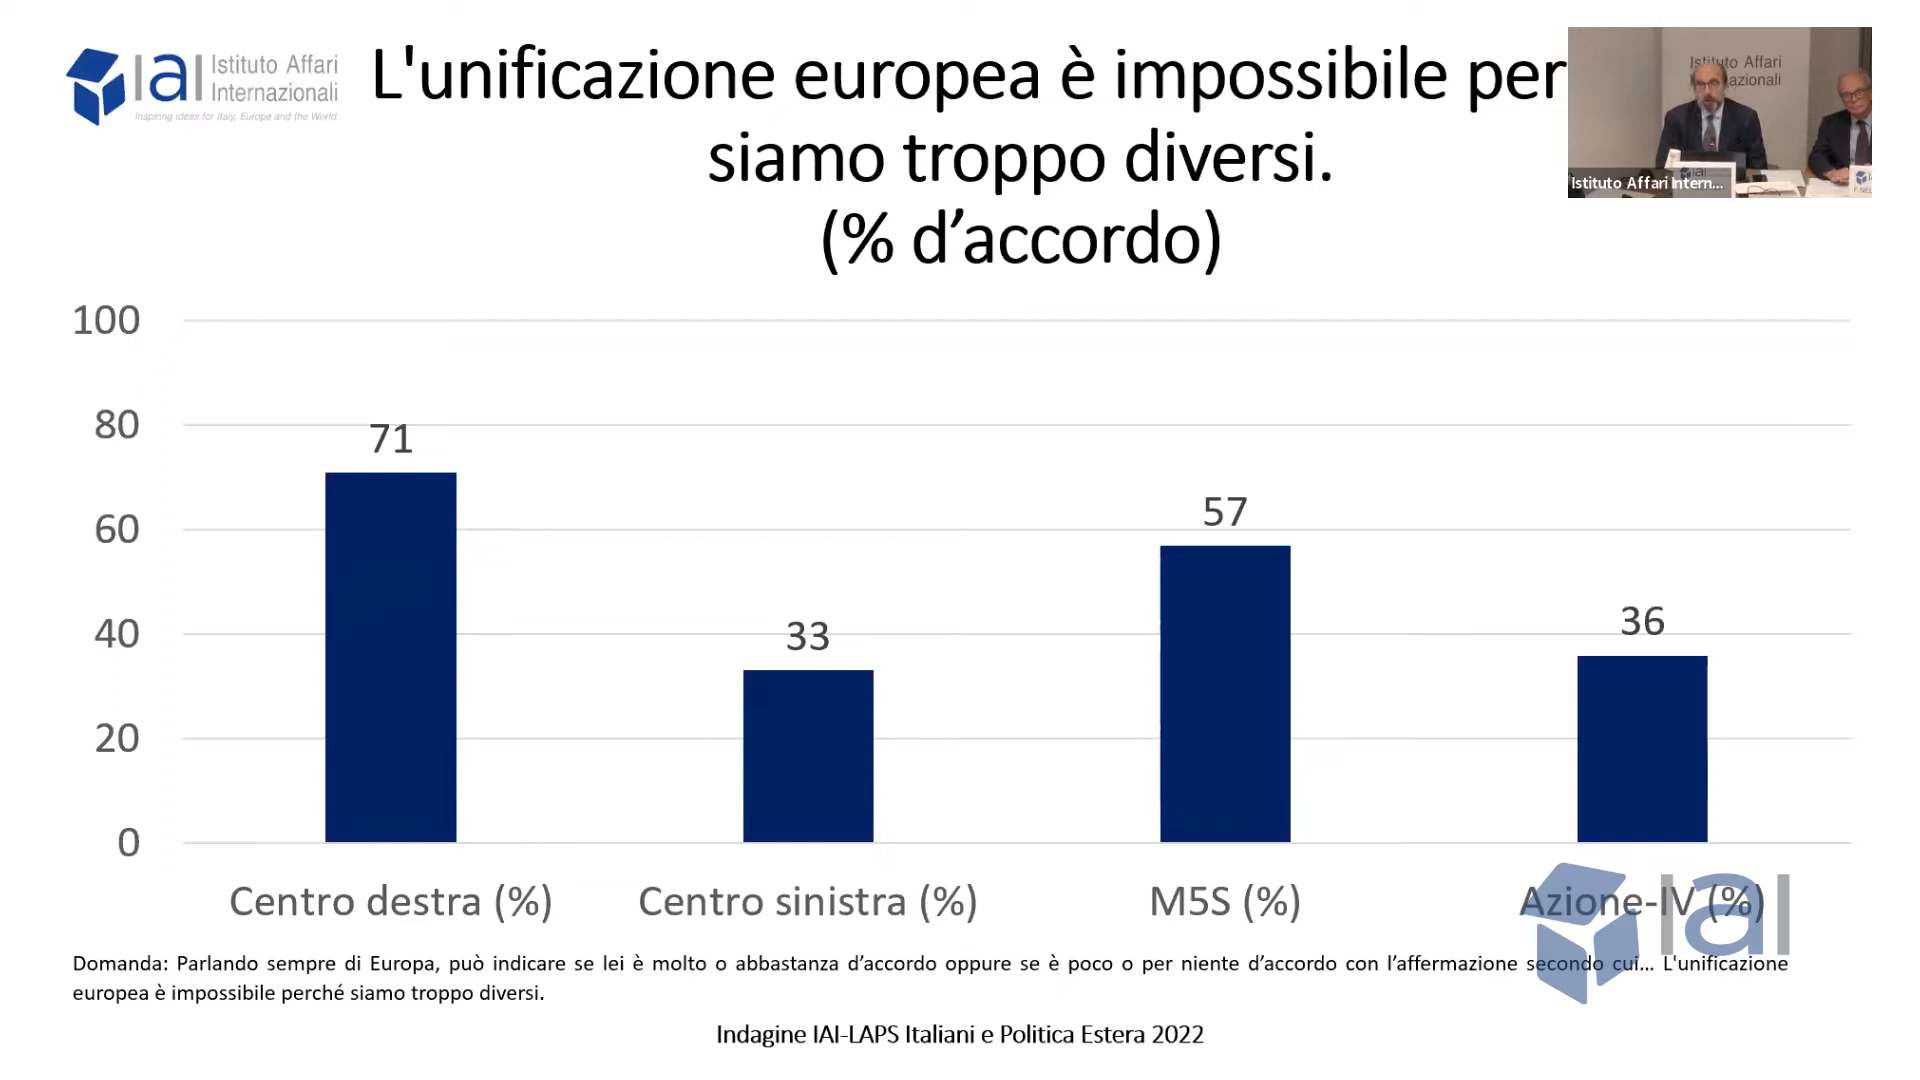 Istituto Affari
Internazionali
Inspiring ideas for Italy, Europe and the World
L'unificazione europea è impossibile per
siamo troppo diversi.
(% d’accordo)
Istituto Affari
Istituto Affari Intern...
100
80
60
40
20
0
71
33
57
36
Centro destra (%)
Centro sinistra (%)
M5S (%)
Azione-IV (%)
Domanda: Parlando sempre di Europa, può indicare se lei è molto o abbastanza d’accordo oppure se è poco o per niente d’accordo con l’affermazione secondo cui... L'unificazione
europea è impossibile perché siamo troppo diversi.
IAI
Indagine IAI-LAPS Italiani e Politica Estera 2022